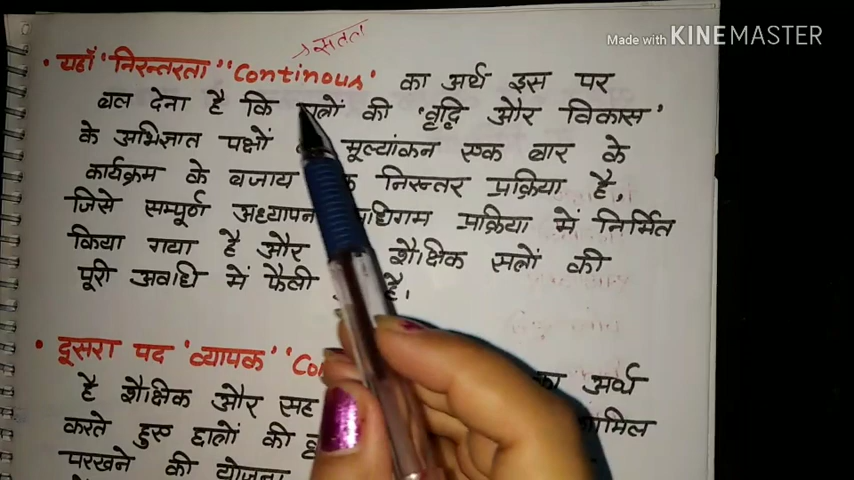 Made with KINEMASTER
→ सतत
• यहाँ 'निरन्तरता' "Continous' का अर्थ इस पर
बल देना है कि की 'वृद्धि और विकास'
के अभिज्ञात पक्षों मूल्यांकन एक बार के
कार्यक्रम के बजाय निरन्तर प्रक्रिया है,
जिसे सम्पूर्ण अध्यापन प्रक्रिया में निर्मित
किया गया है और शैक्षिक सत्रों की
पूरी अवधि में फैली है.
• दूसरा पद 'व्यापक' अर्थ
है शैक्षिक और सह
करते हुए छात्रों की
परखने की योजना